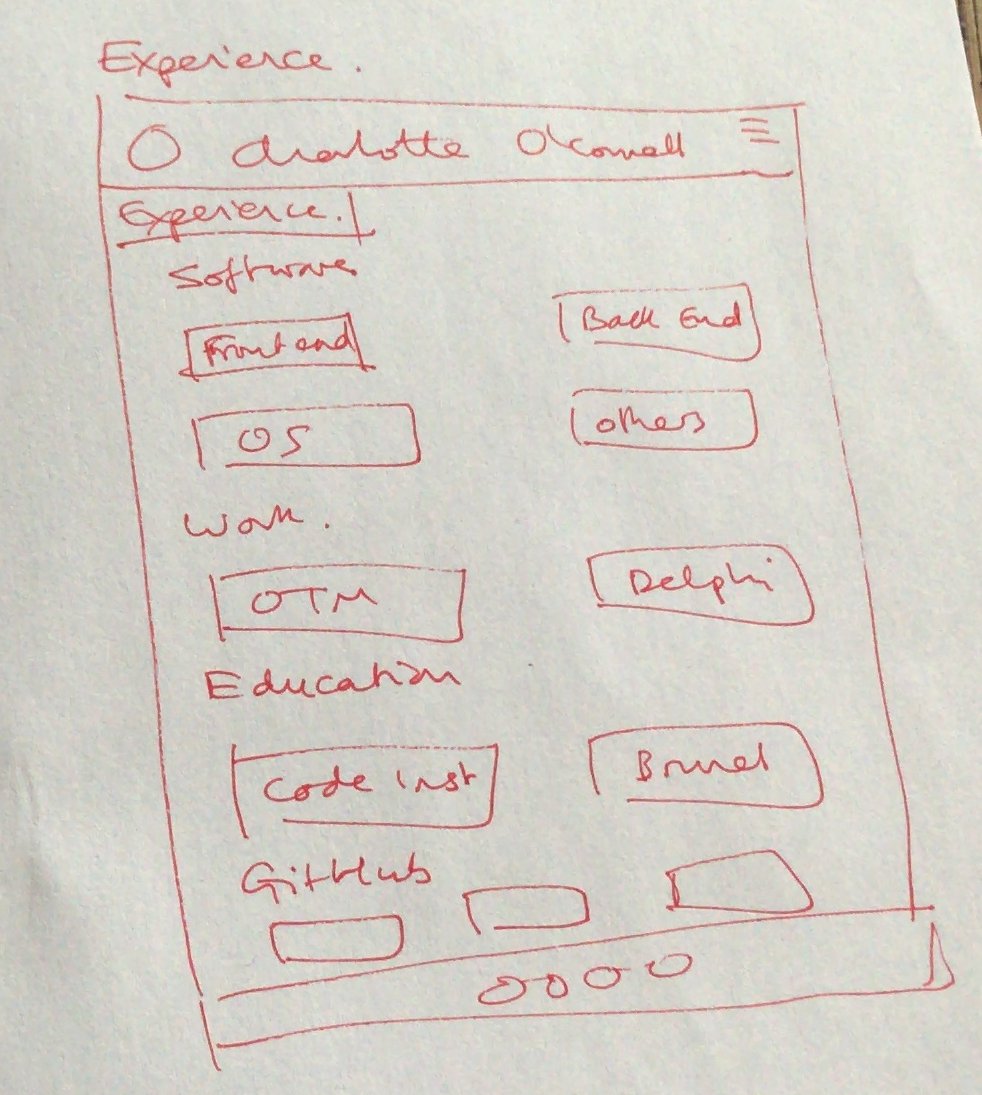 Experience.
Charlotte O'Connell
Experience.
Software
Front end Back End
OS Others
Work.
OTM Delphi
Education
Code Inst Brunel
GitHub